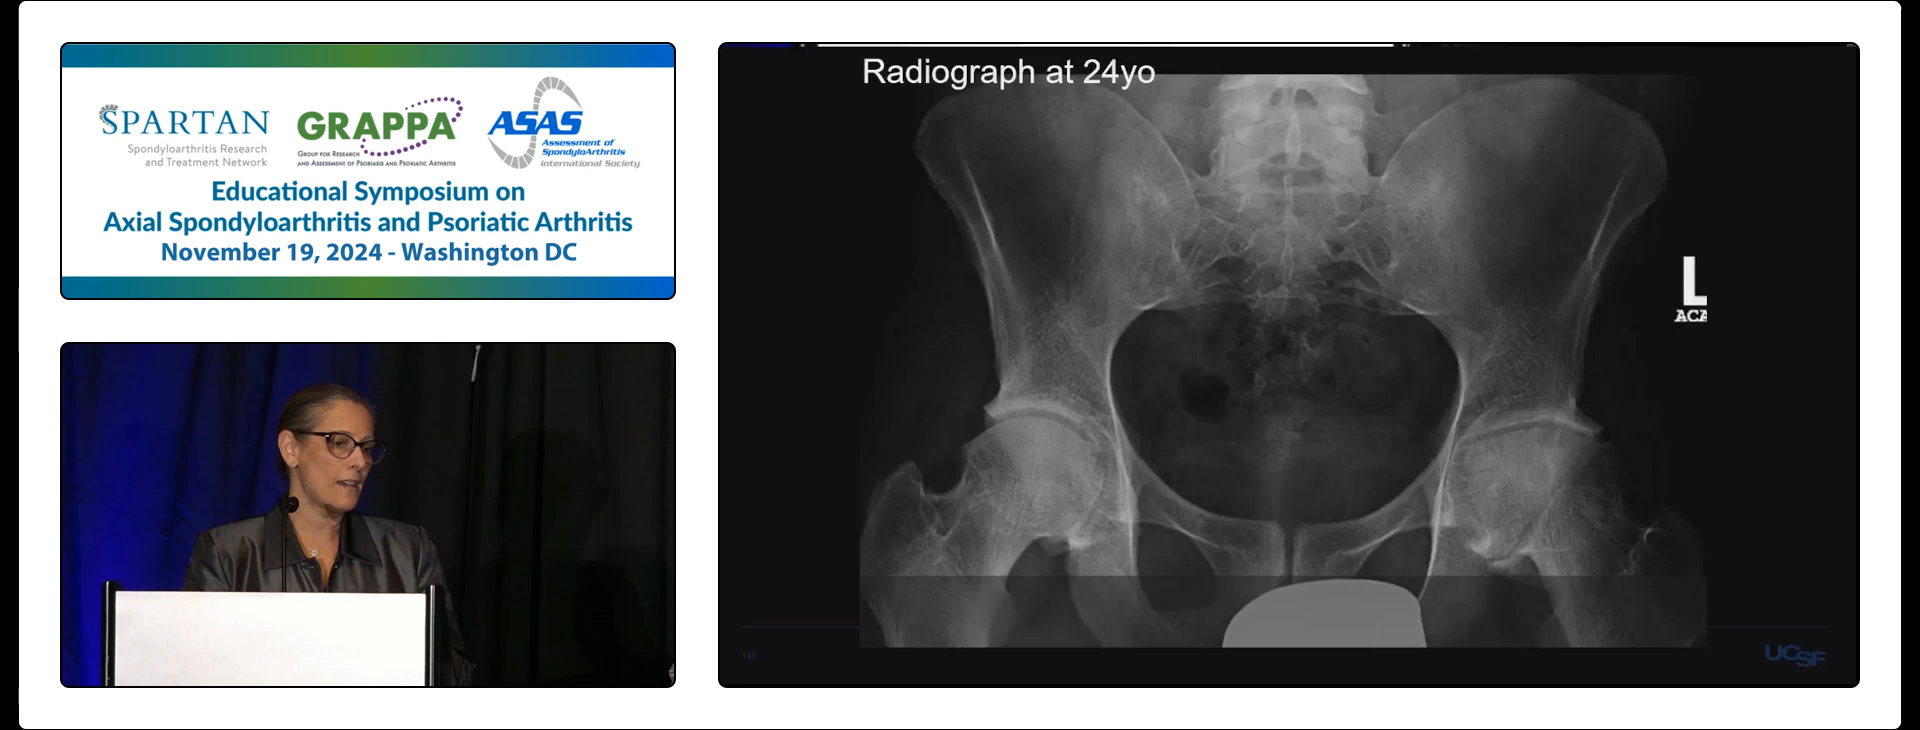 SPARTAN
Spondyloarthritis Research
and Treatment Network
GRAPPA
GROUP FOR RESEARCH
AND ASSESSMENT OF PSORIASIS AND PSORIATIC ARTHRITIS
ASAS
Assessment of
SpondyloArthritis
international Society
Educational Symposium on
Axial Spondyloarthritis and Psoriatic Arthritis
November 19, 2024 - Washington DC
Radiograph at 24yo
L
ACA
UCSF